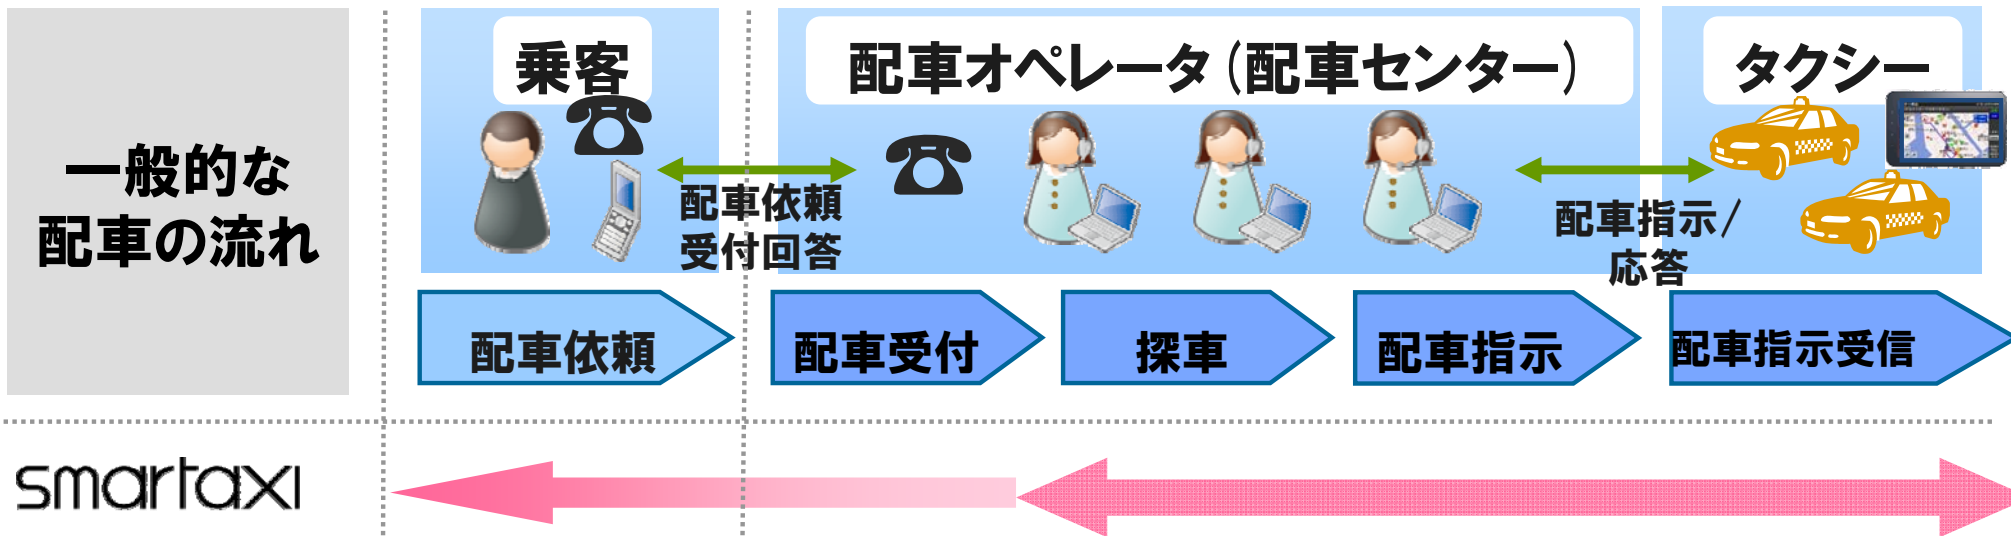 一般的な
配車の流れ
乗客
配車オペレータ(配車センター)
タクシー
配車依頼
受付回答
配車指示/
応答
配車依頼
配車受付
探車
配車指示
配車指示受信
smartaxi